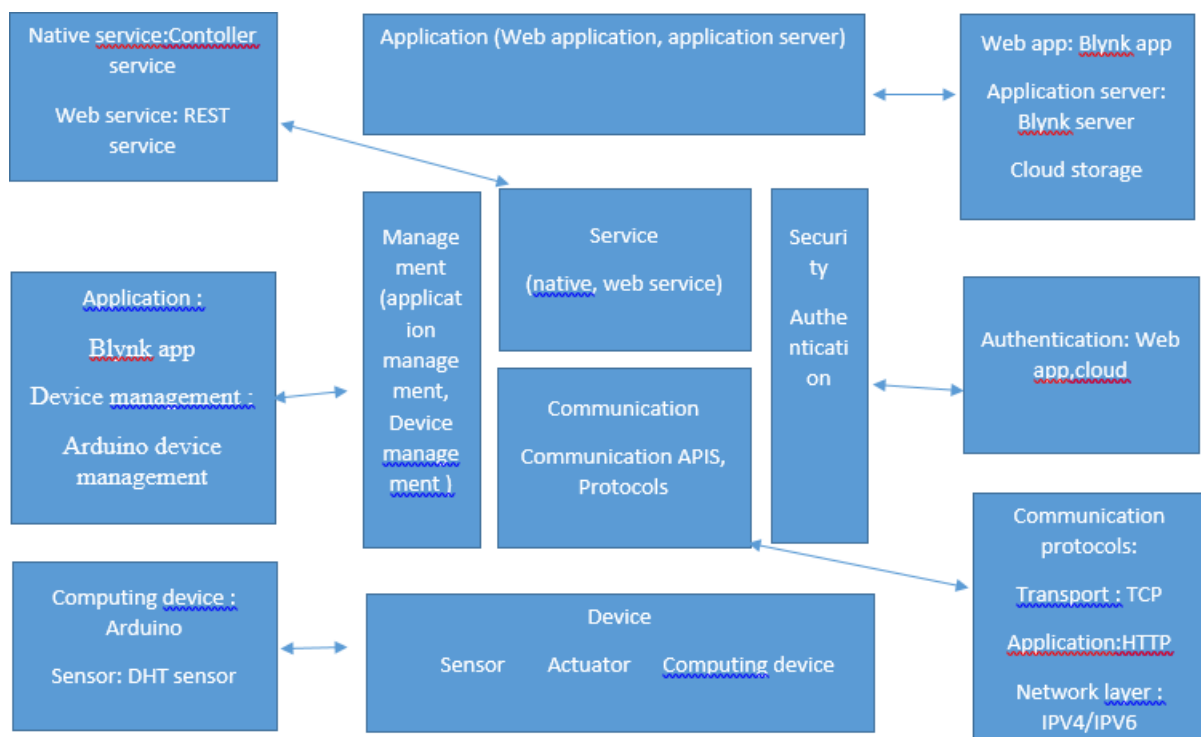 Native service:Contoller
service
Web service: REST
service
Application (Web application, application server)
Web app: Blynk app
Application server:
Blynk server
Cloud storage
Manage
ment
(applicat
ion
manage
ment,
Device
manage
ment )
Service
(native, web service)
Securi
ty
Authe
nticati
on
Application :
Blynk app
Device management :
Arduino device
management
Communication
Communication APIS,
Protocols
Authentication: Web
app,cloud
Computing device :
Arduino
Sensor: DHT sensor
Device
Sensor Actuator Computing device
Communication
protocols:
Transport : TCP
Application:HTTP
Network layer :
IPV4/IPV6